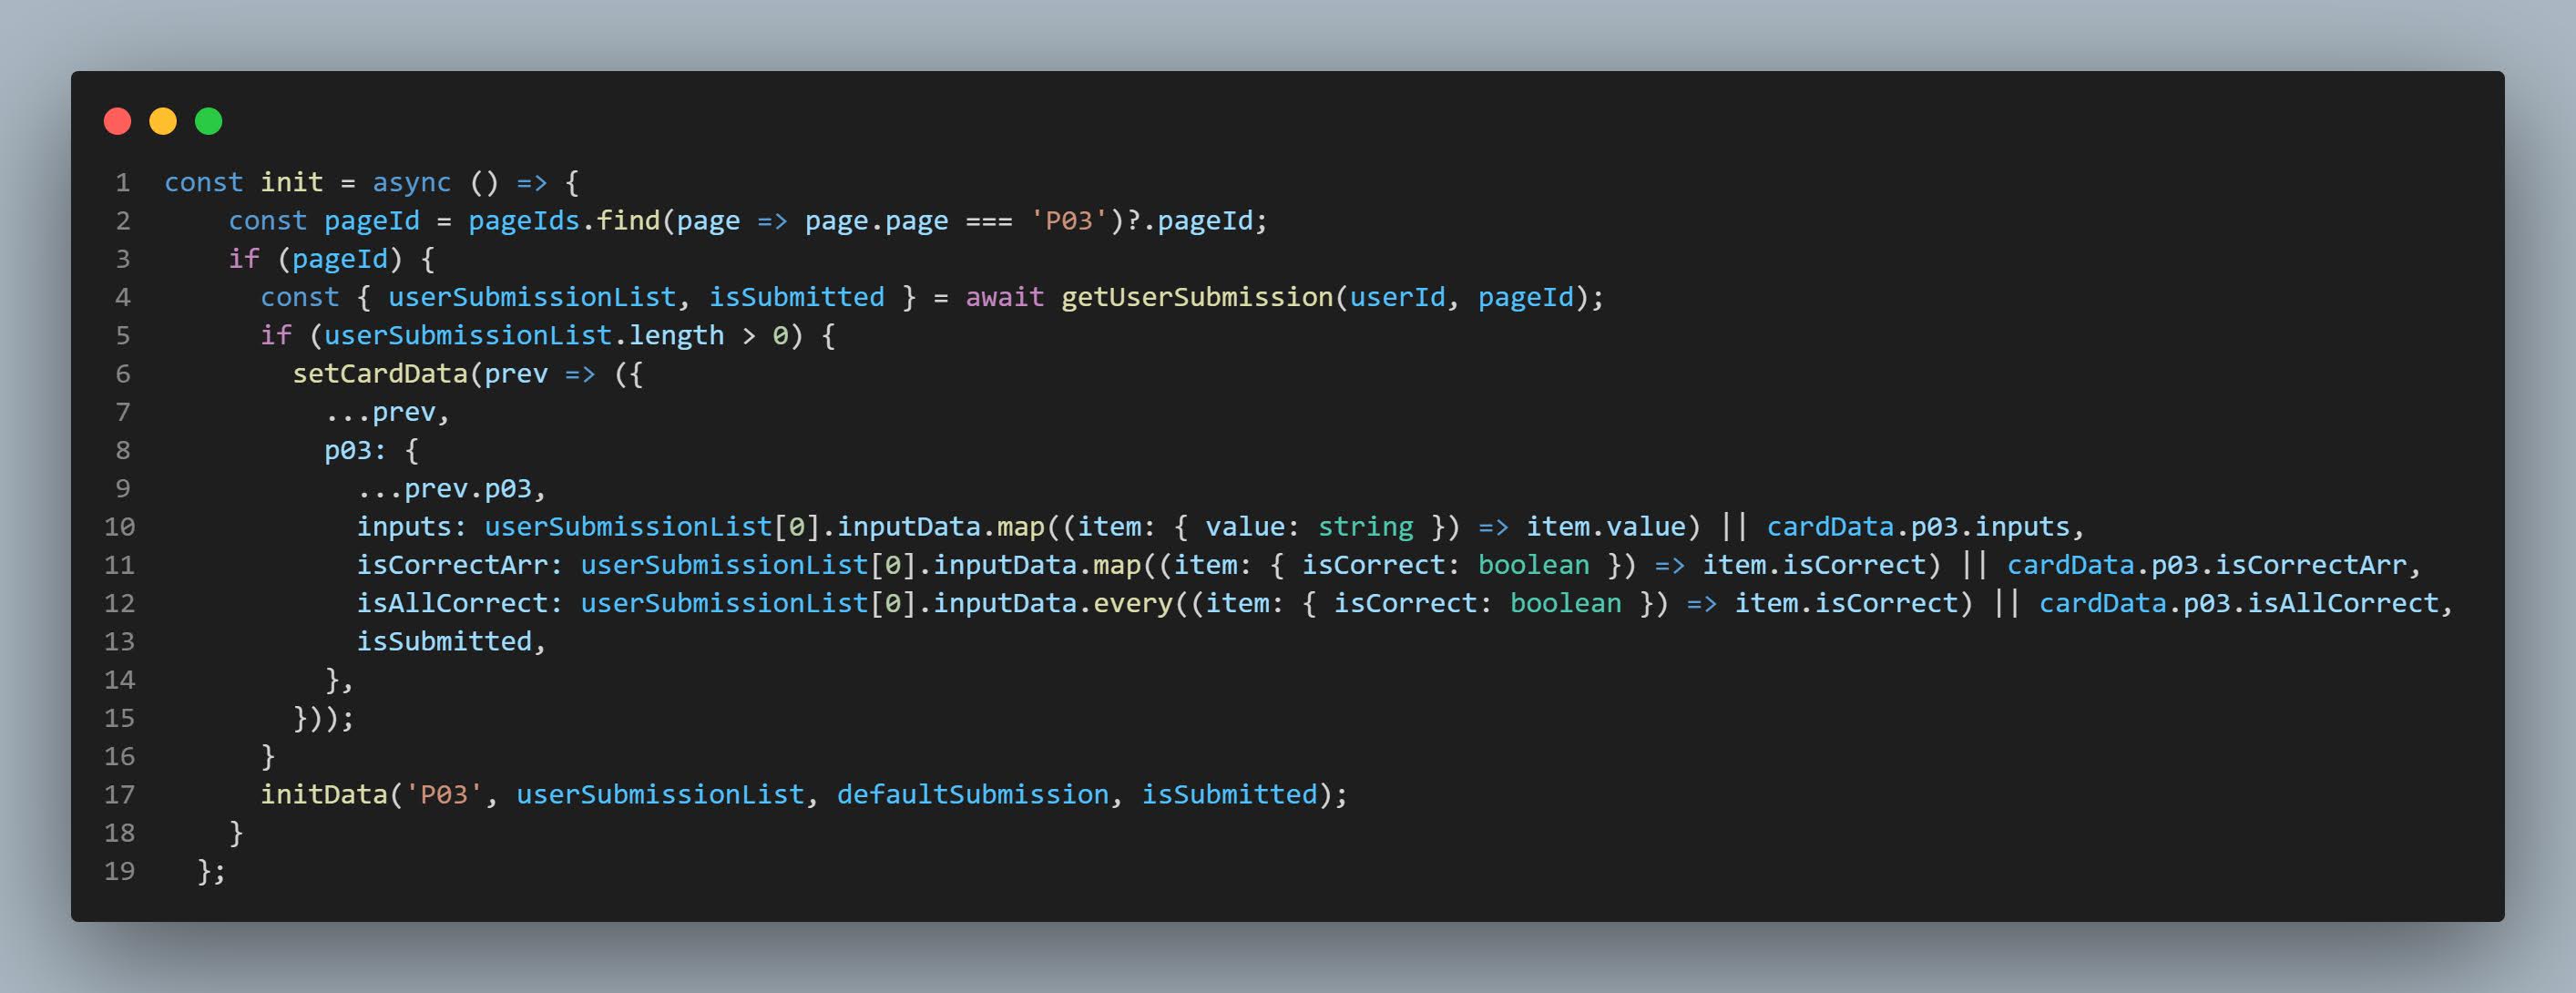 1 const init = async () => {
2     const pageId = pageIds.find(page => page.page === 'P03')?.pageId;
3     if (pageId) {
4       const { userSubmissionList, isSubmitted } = await getUserSubmission(userId, pageId);
5       if (userSubmissionList.length > 0) {
6         setCardData(prev => ({
7           ...prev,
8           p03: {
9             ...prev.p03,
10             inputs: userSubmissionList[0].inputData.map((item: { value: string }) => item.value) || cardData.p03.inputs,
11             isCorrectArr: userSubmissionList[0].inputData.map((item: { isCorrect: boolean }) => item.isCorrect) || cardData.p03.isCorrectArr,
12             isAllCorrect: userSubmissionList[0].inputData.every((item: { isCorrect: boolean }) => item.isCorrect) || cardData.p03.isAllCorrect,
13             isSubmitted,
14           },
15         }));
16       }
17       initData('P03', userSubmissionList, defaultSubmission, isSubmitted);
18     }
19   };